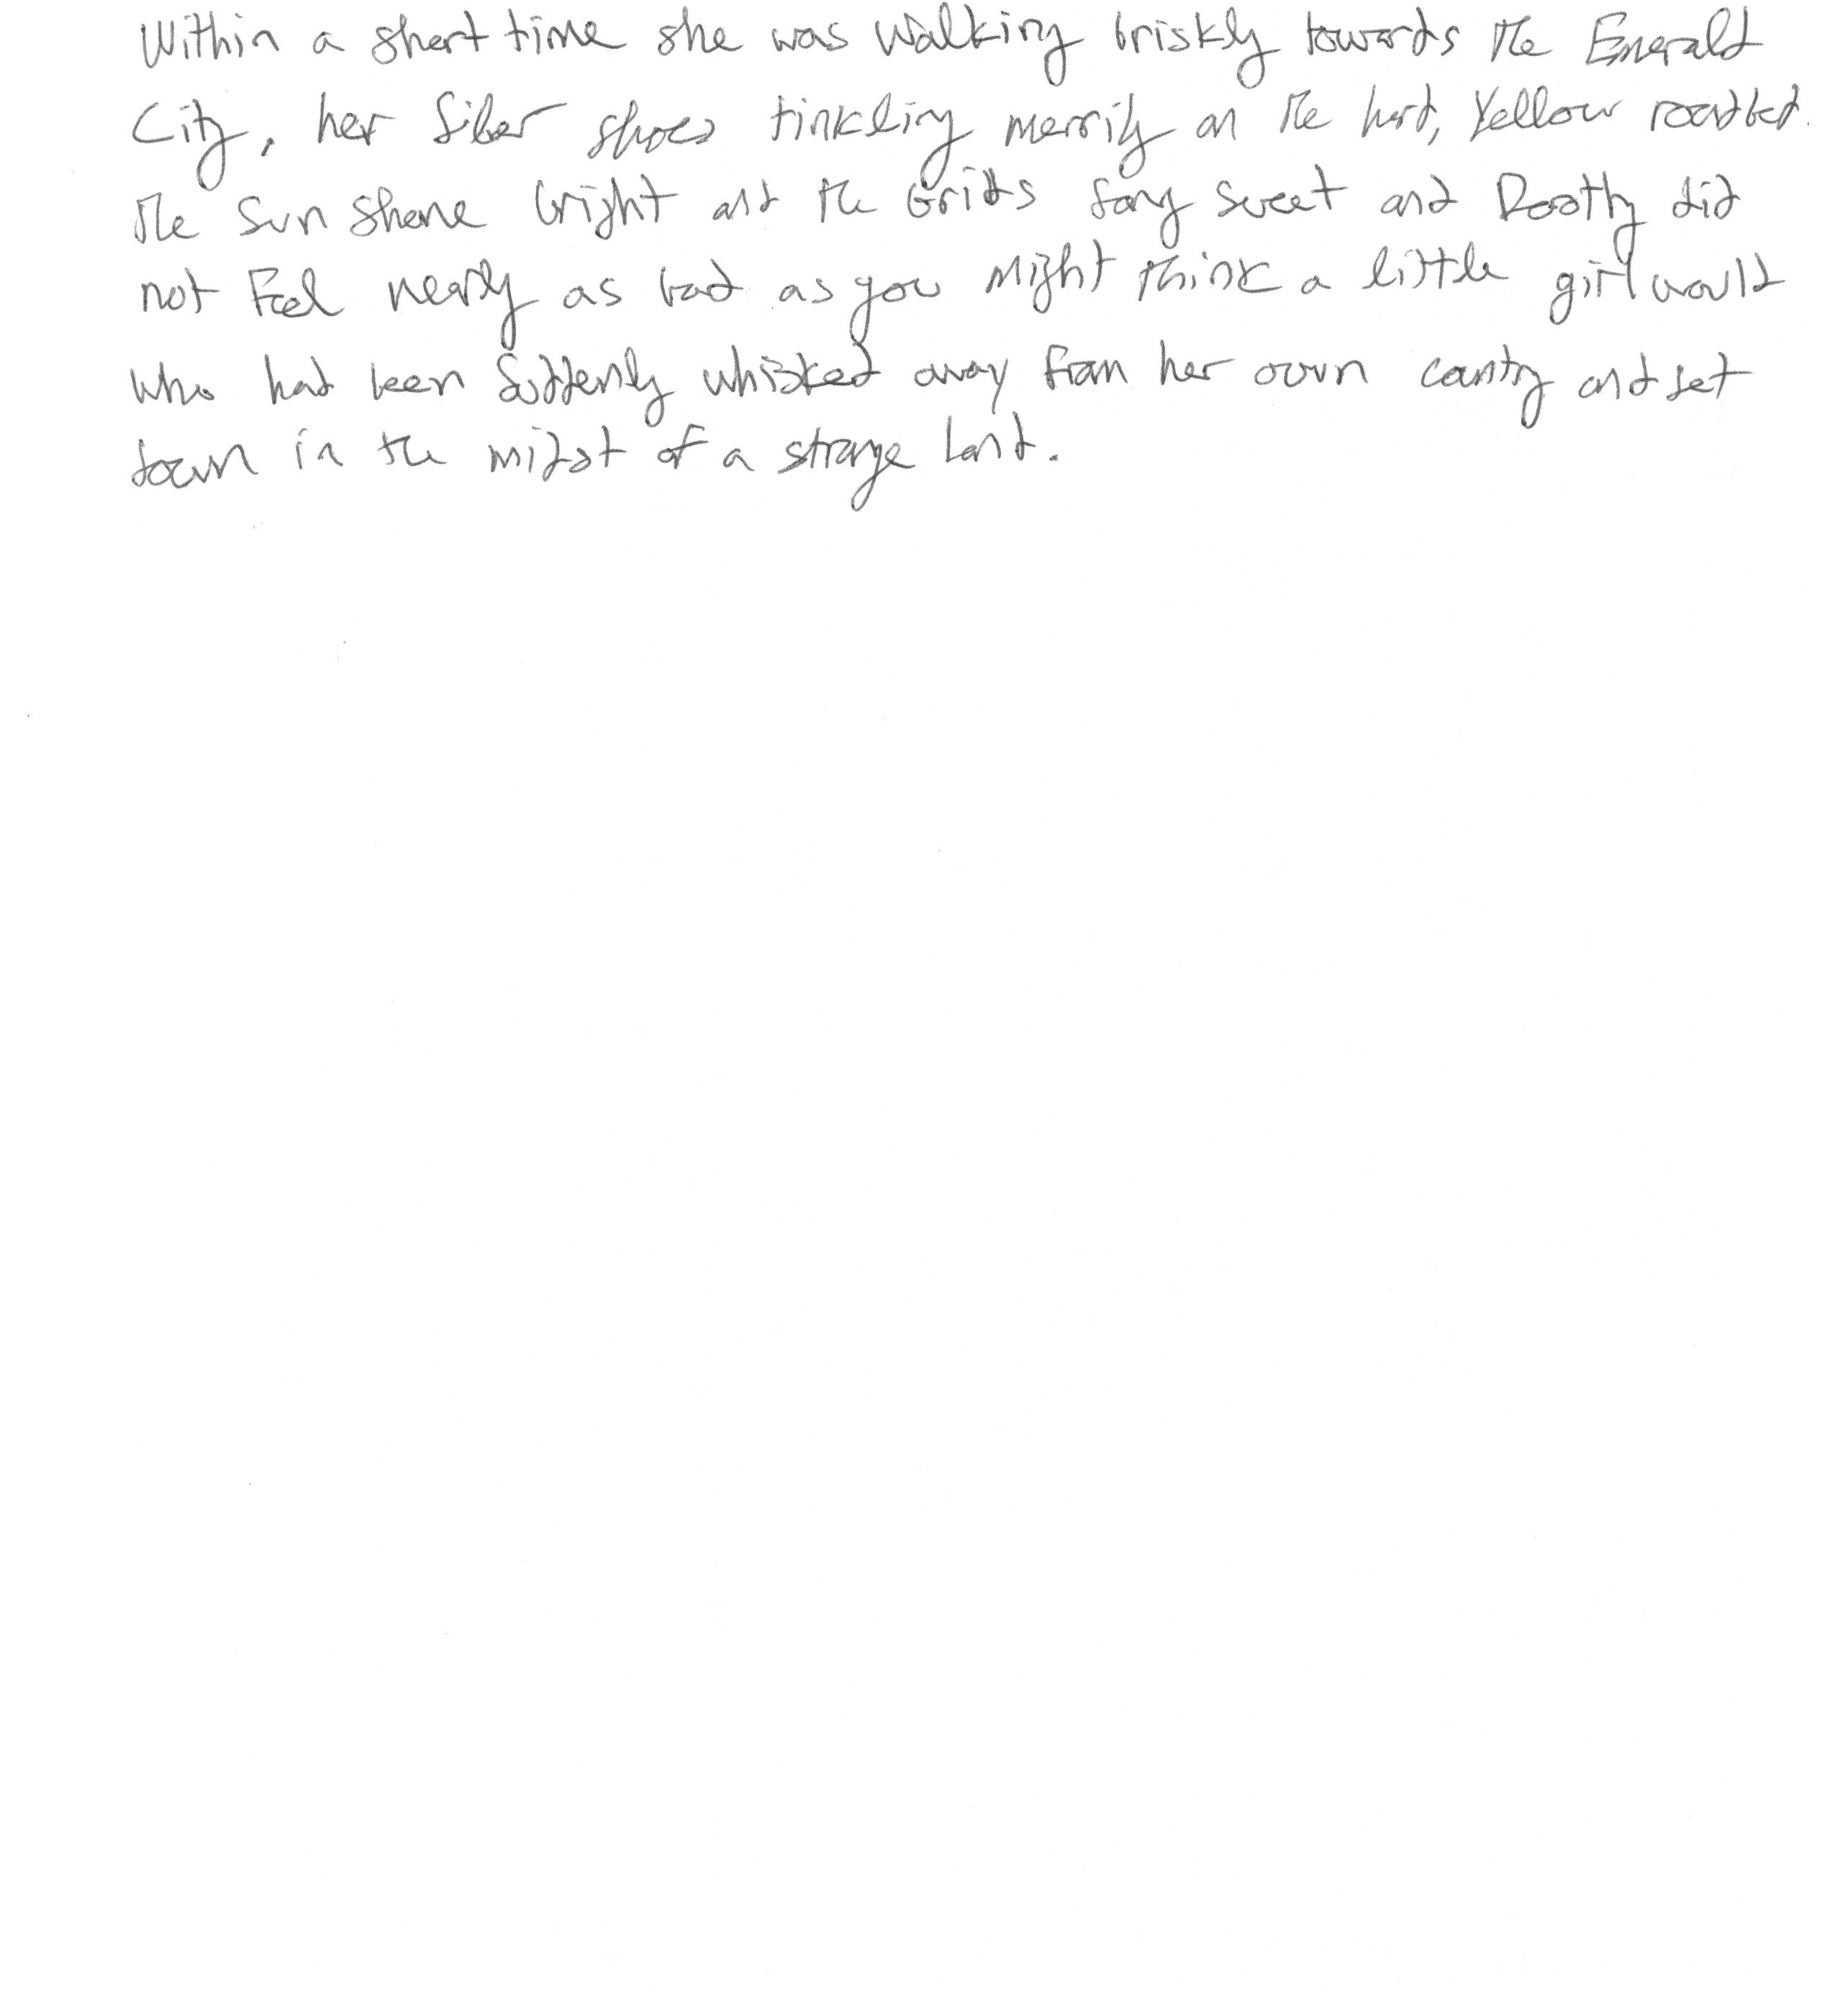 Within a short time she was walking briskly towards the Emerald
City, her silver shoes tinkling merrily on the hard, yellow roadbed.
The sun shone bright and the birds sang sweet and Dorothy did
not feel nearly as bad as you might think a little girl would
who had been suddenly whisked away from her own country and set
down in the midst of a strange land.